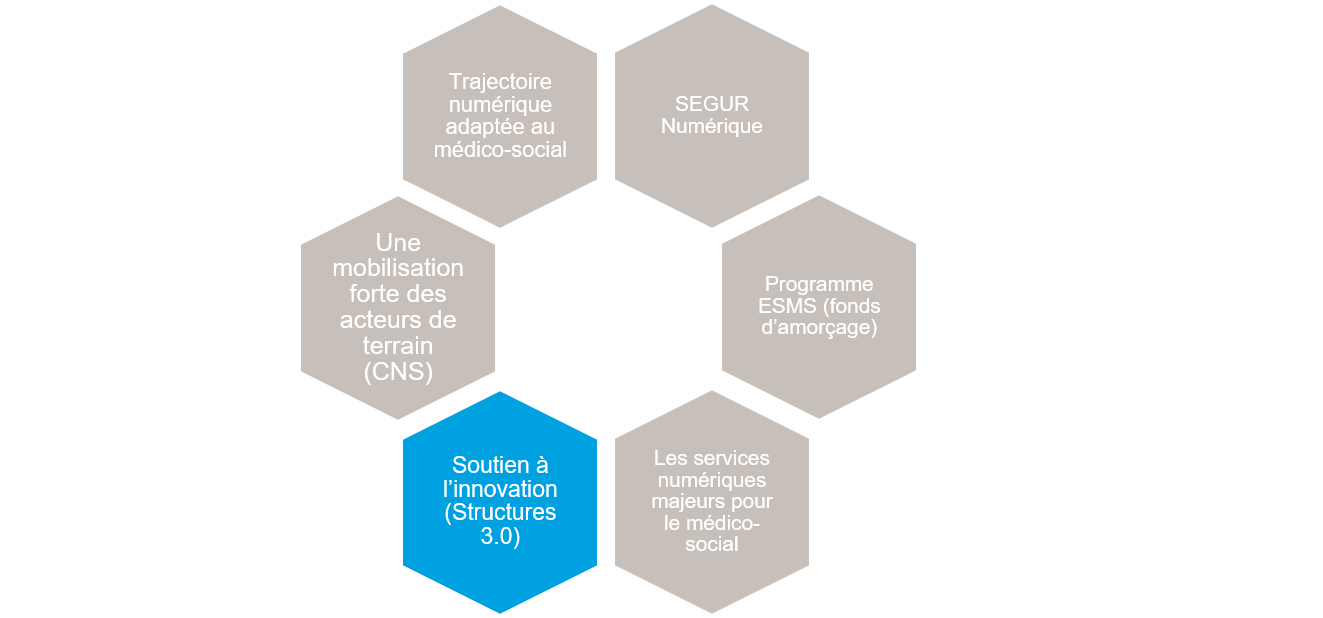 Trajectoire
numérique
adaptée au
médico-social
SEGUR
Numérique
Une
mobilisation
forte des
acteurs de
terrain
(CNS)
Programme
ESMS (fonds
d’amorçage)
Soutien à
l’innovation
(Structures
3.0)
Les services
numériques
majeurs pour
le médico-
social